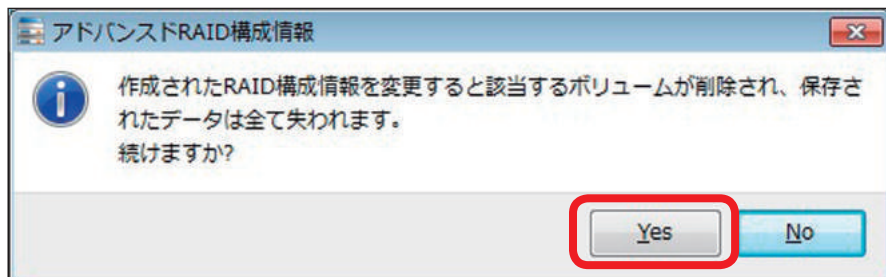 アドバンスドRAID構成情報
作成されたRAID構成情報を変更すると該当するボリュームが削除され、保存さ
れたデータは全て失われます。
続けますか?
Yes
No